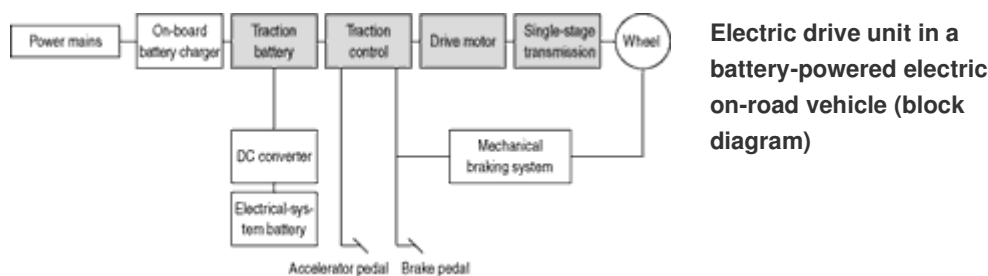 Power mains
On-board
battery charger
Traction
battery
Traction
control
Drive motor
Single-stage
transmission
Wheel
Electric drive unit in a
battery-powered electric
on-road vehicle (block
diagram)
DC converter
Mechanical
braking system
Electrical-sys-
tem battery
Accelerator pedal
Brake pedal